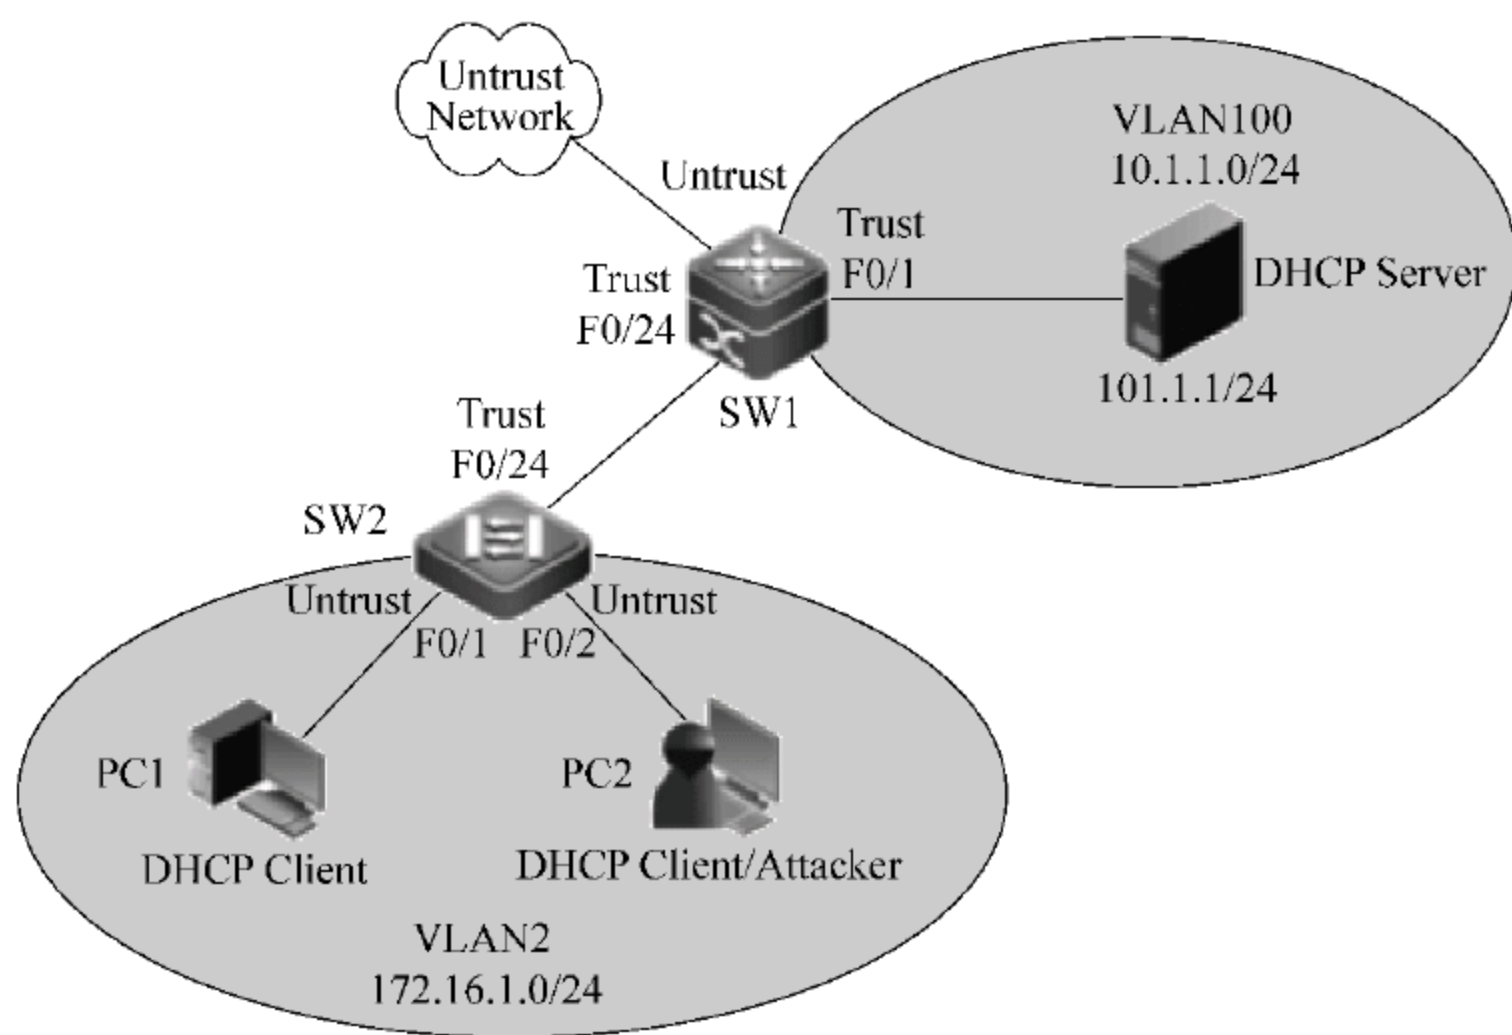 Untrust
Network
Untrust
VLAN100
10.1.1.0/24
Trust
F0/1
Trust
F0/24
DHCP Server
101.1.1/24
SW1
Trust
F0/24
SW2
Untrust
Untrust
F0/1
F0/2
PC1
PC2
DHCP Client
DHCP Client/Attacker
VLAN2
172.16.1.0/24